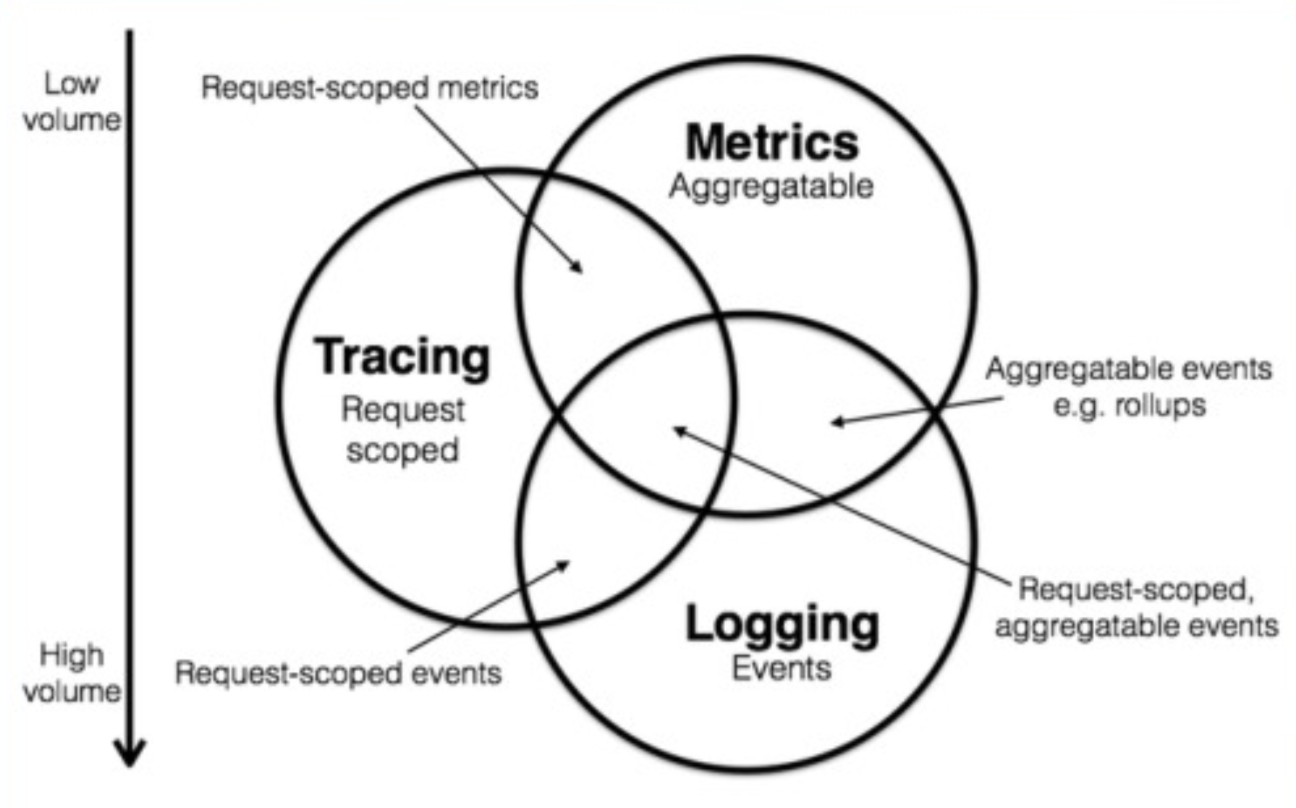 Low
volume
Request-scoped metrics
Metrics
Aggregatable
Tracing
Request
scoped
Aggregatable events
e.g. rollups
Request-scoped,
aggregatable events
Logging
Events
High
volume
Request-scoped events